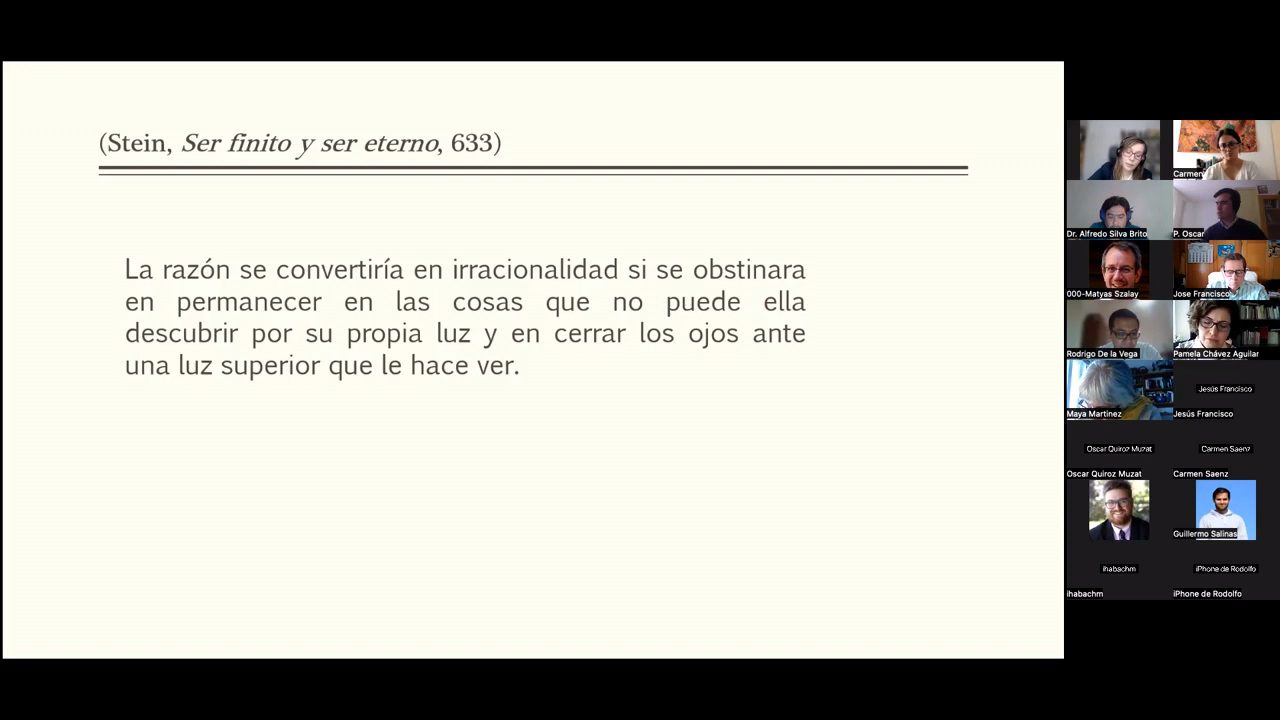 (Stein, Ser finito y ser eterno, 633)
La razón se convertiría en irracionalidad si se obstinara
en permanecer en las cosas que no puede ella
descubrir por su propia luz y en cerrar los ojos ante
una luz superior que le hace ver.
Carmen
Dr. Alfredo Silva Brito
P. Oscar
000-Matyas Szalay
Jose Francisco
Rodrigo De la Vega
Pamela Chávez Aguilar
Maya Martinez
Jesús Francisco
Jesús Francisco
Oscar Quiroz Muzat
Carmen Saenz
Oscar Quiroz Muzat
Carmen Saenz
Guillermo Salinas
ihabachm
iPhone de Rodolfo
ihabachm
iPhone de Rodolfo